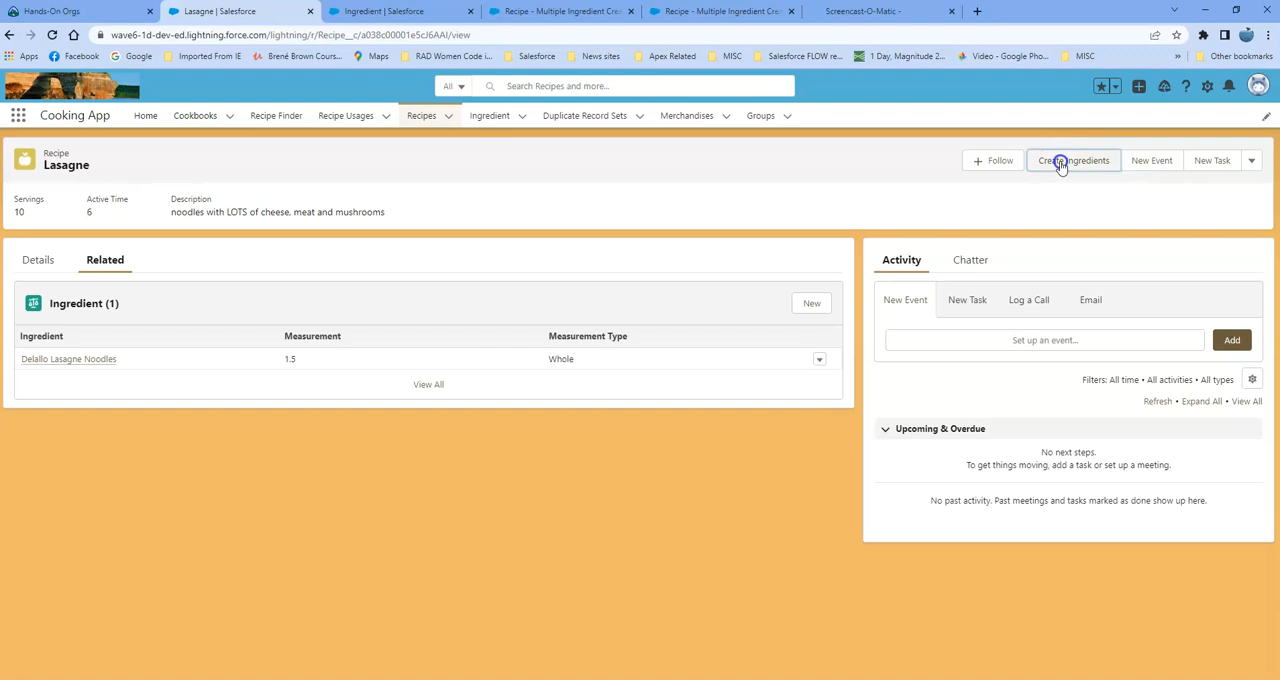 Hands-On Orgs
Lasagne | Salesforce
Ingredient | Salesforce
Recipe - Multiple Ingredient Crea
Recipe - Multiple Ingredient Crea
Screencast-O-Matic -
wave6-1d-dev-ed.lightning.force.com/lightning/r/Recipe__c/a038c00001e5cJ6AAI/view
Apps
Facebook
Google
Imported From IE
Brené Brown Cours...
Maps
RAD Women Code i...
Salesforce
News sites
Apex Related
MISC
Salesforce FLOW re...
1 Day, Magnitude 2...
Video - Google Pho...
MISC
»
Other bookmarks
All
Search Recipes and more...
Cooking App
Home
Cookbooks
Recipe Finder
Recipe Usages
Recipes
Ingredient
Duplicate Record Sets
Merchandises
Groups
Recipe
Lasagne
+ Follow
Create Ingredients
New Event
New Task
Servings
Active Time
Description
10
6
noodles with LOTS of cheese, meat and mushrooms
Details
Related
Ingredient (1)
New
Ingredient
Measurement
Measurement Type
Delallo Lasagne Noodles
1.5
Whole
View All
Activity
Chatter
New Event
New Task
Log a Call
Email
Set up an event...
Add
Filters: All time • All activities • All types
Refresh • Expand All • View All
Upcoming & Overdue
No next steps.
To get things moving, add a task or set up a meeting.
No past activity. Past meetings and tasks marked as done show up here.